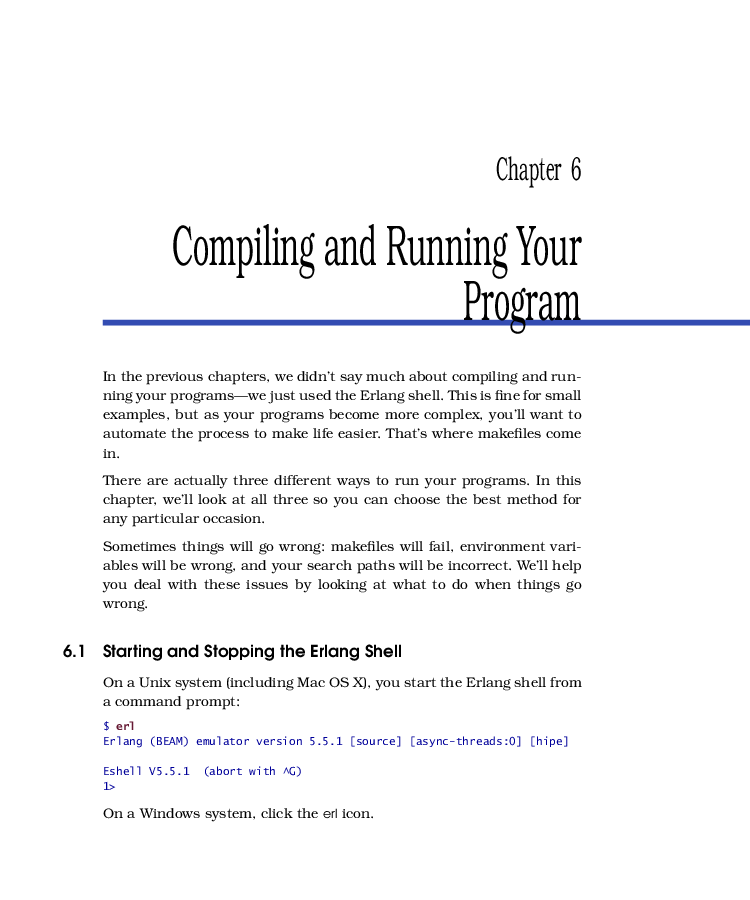 Chapter 6
Compiling and Running Your
Program
In the previous chapters, we didn't say much about compiling and run-
ning your programs—we just used the Erlang shell. This is fine for small
examples, but as your programs become more complex, you'll want to
automate the process to make life easier. That's where makefiles come
in.
There are actually three different ways to run your programs. In this
chapter, we'll look at all three so you can choose the best method for
any particular occasion.
Sometimes things will go wrong: makefiles will fail, environment vari-
ables will be wrong, and your search paths will be incorrect. We'll help
you deal with these issues by looking at what to do when things go
wrong.
6.1 Starting and Stopping the Erlang Shell
On a Unix system (including Mac OS X), you start the Erlang shell from
a command prompt:
$ erl
Erlang (BEAM) emulator version 5.5.1 [source] [async-threads:0] [hipe]
Eshell V5.5.1  (abort with ^G)
1>
On a Windows system, click the erl icon.